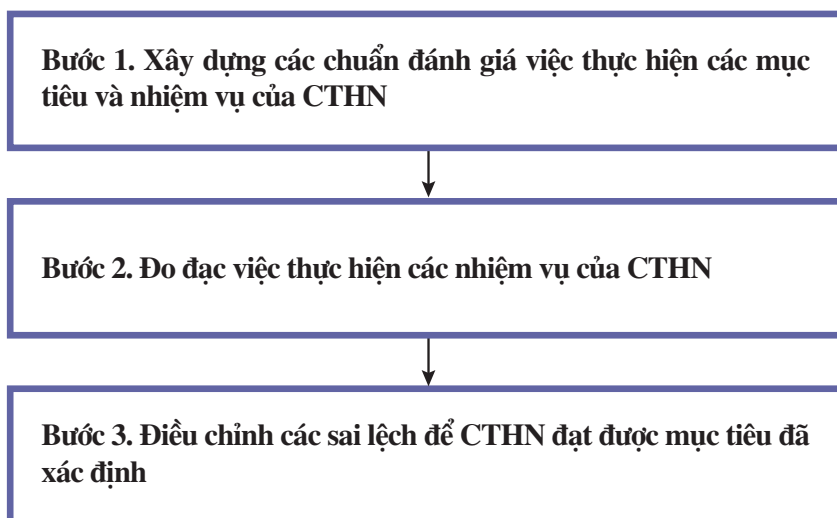 Bước 1. Xây dựng các chuẩn đánh giá việc thực hiện các mục
tiêu và nhiệm vụ của CTHN
Bước 2. Đo đạc việc thực hiện các nhiệm vụ của CTHN
Bước 3. Điều chỉnh các sai lệch để CTHN đạt được mục tiêu đã
xác định